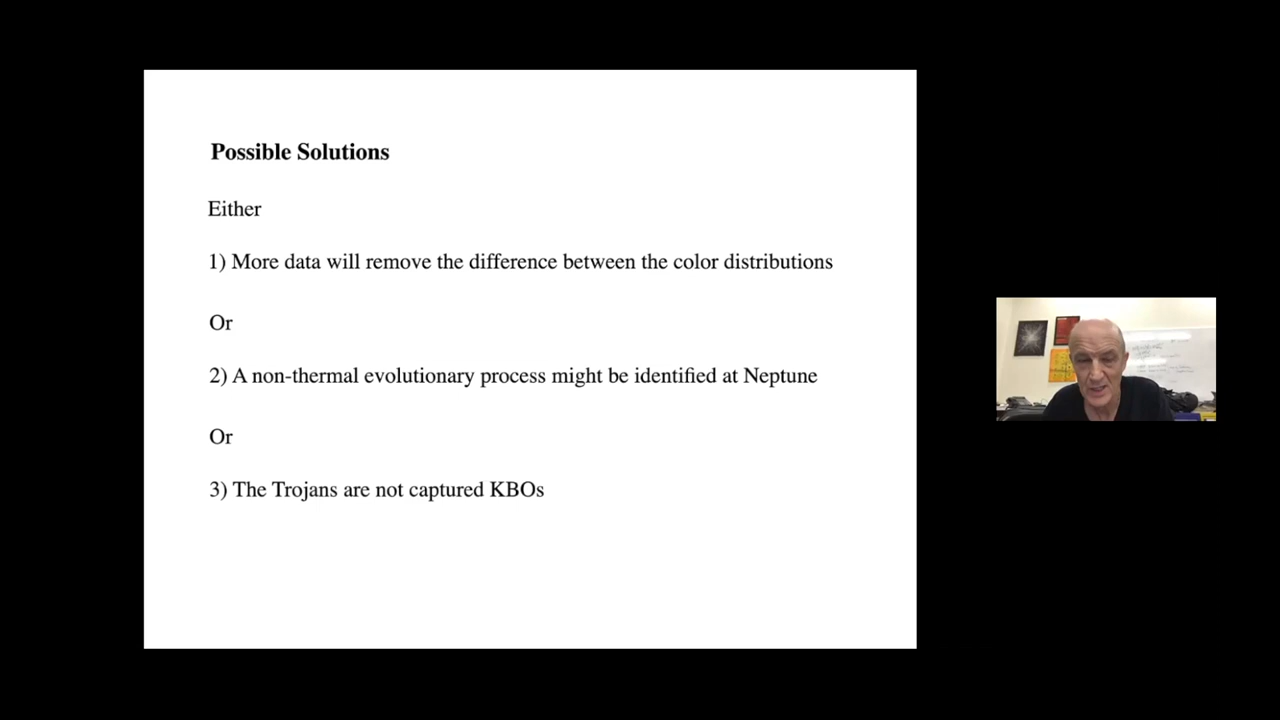 Possible Solutions
Either
1) More data will remove the difference between the color distributions
Or
2) A non-thermal evolutionary process might be identified at Neptune
Or
3) The Trojans are not captured KBOs